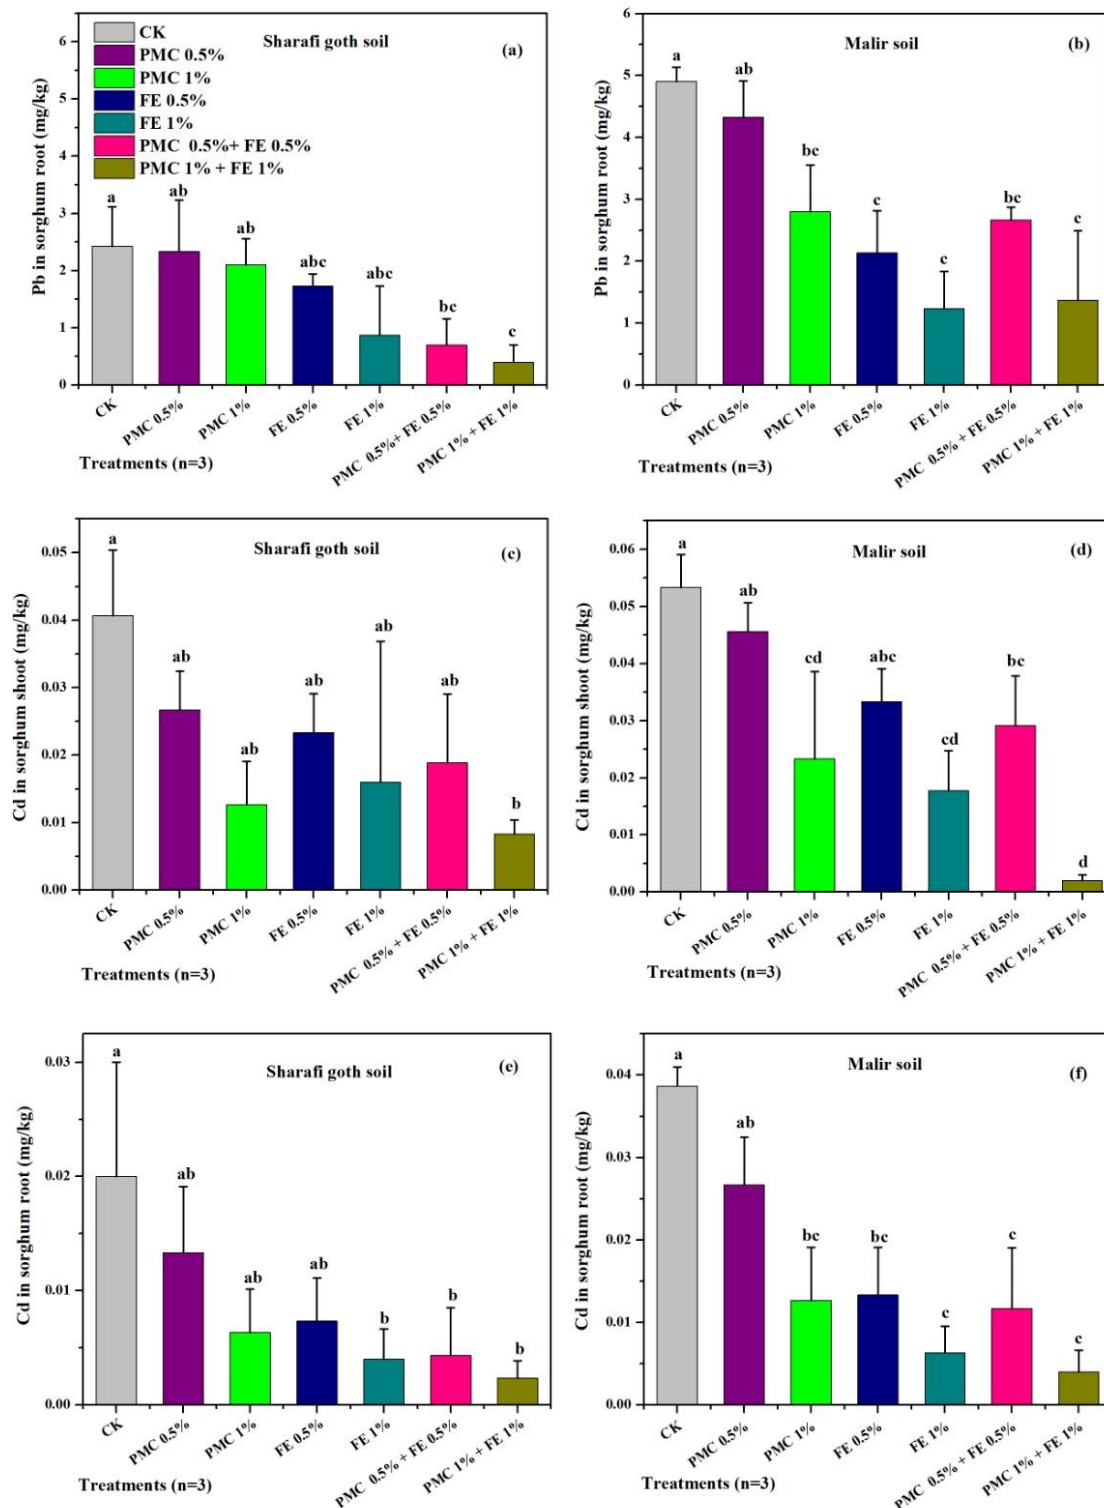 Sharafi goth soil
(a)
CK
PMC 0.5%
PMC 1%
FE 0.5%
FE 1%
PMC 0.5%+ FE 0.5%
PMC 1% + FE 1%
Pb in sorghum root (mg/kg)
6
5
4
3
2
1
0
a
ab
ab
abc
abc
bc
c
CK
PMC 0.5%
PMC 1%
FE 0.5%
FE 1%
PMC 0.5%+ FE 0.5%
PMC 1% + FE 1%
Treatments (n=3)
Malir soil
(b)
Pb in sorghum root (mg/kg)
6
5
4
3
2
1
0
a
ab
bc
c
c
bc
c
CK
PMC 0.5%
PMC 1%
FE 0.5%
FE 1%
PMC 0.5% + FE 0.5%
PMC 1% + FE 1%
Treatments (n=3)
Sharafi goth soil
(c)
Cd in sorghum shoot (mg/kg)
0.05
0.04
0.03
0.02
0.01
0.00
a
ab
ab
ab
ab
ab
b
CK
PMC 0.5%
PMC 1%
FE 0.5%
FE 1%
PMC 0.5% + FE 0.5%
PMC 1% + FE 1%
Treatments (n=3)
Malir soil
(d)
Cd in sorghum shoot (mg/kg)
0.06
0.05
0.04
0.03
0.02
0.01
0.00
a
ab
cd
abc
cd
bc
d
CK
PMC 0.5%
PMC 1%
FE 0.5%
FE 1%
PMC 0.5% + FE 0.5%
PMC 1% + FE 1%
Treatments (n=3)
Sharafi goth soil
(e)
Cd in sorghum root (mg/kg)
0.03
0.02
0.01
0.00
a
ab
ab
ab
b
b
b
CK
PMC 0.5%
PMC 1%
FE 0.5%
FE 1%
PMC 0.5% + FE 0.5%
PMC 1% + FE 1%
Treatments (n=3)
Malir soil
(f)
Cd in sorghum root (mg/kg)
0.04
0.03
0.02
0.01
0.00
a
ab
bc
bc
c
c
c
CK
PMC 0.5%
PMC 1%
FE 0.5%
FE 1%
PMC 0.5% + FE 0.5%
PMC 1% + FE 1%
Treatments (n=3)